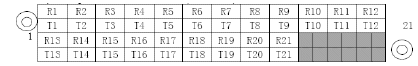 R1 R2 R3 R4 R5 R6 R7 R8 R9 R10 R11 R12
T1 T2 T3 T4 T5 T6 T7 T8 T9 T10 T11 T12
1 21
R13 R14 R15 R16 R17 R18 R19 R20 R21
T13 T14 T15 T16 T17 T18 T19 T20 T21